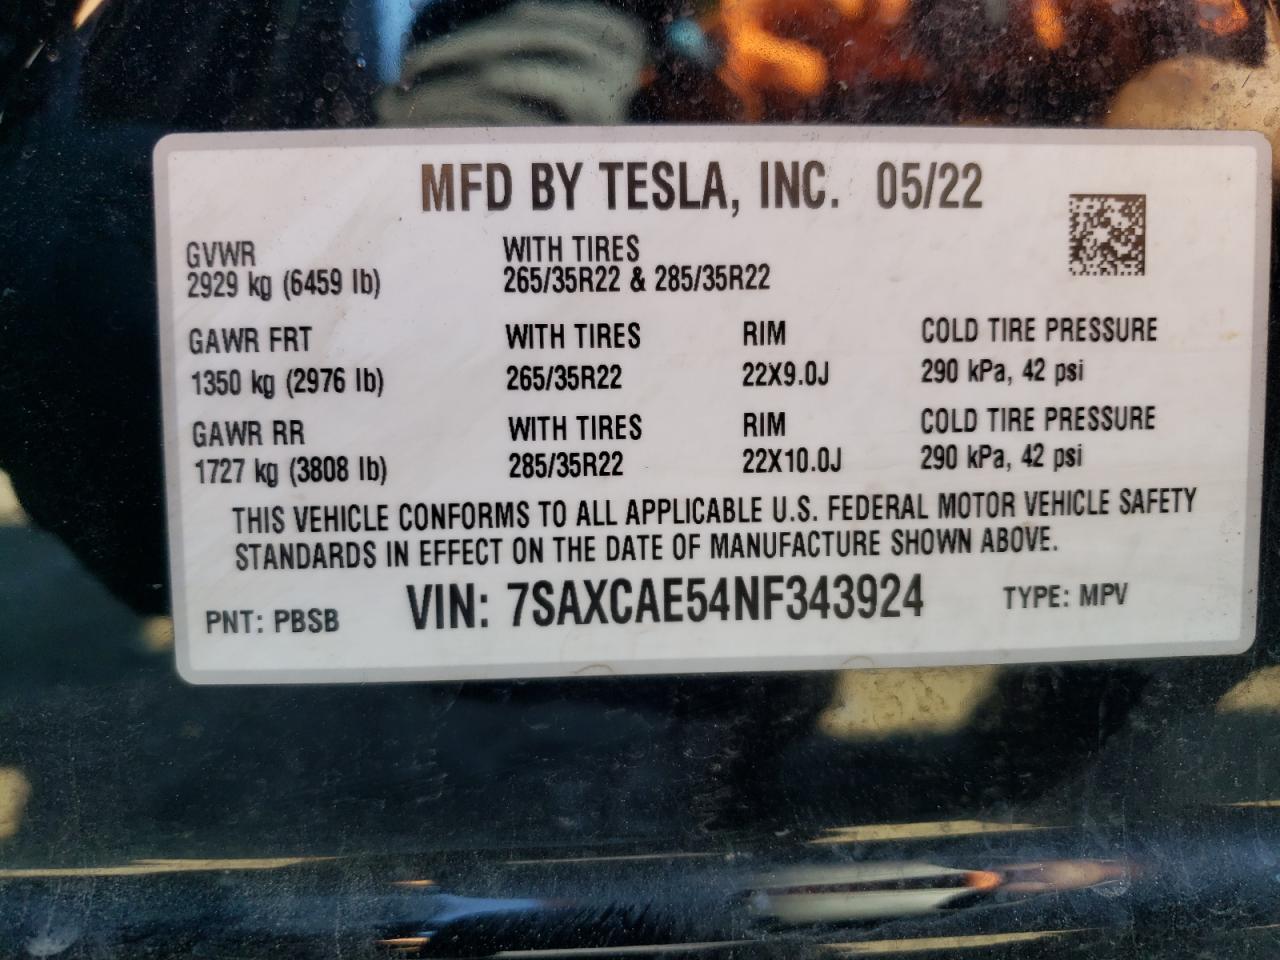 MFD BY TESLA, INC. 05/22
GVWR WITH TIRES
2929 kg (6459 lb) 265/35R22 & 285/35R22
GAWR FRT WITH TIRES RIM COLD TIRE PRESSURE
1350 kg (2976 lb) 265/35R22 22X9.0J 290 kPa, 42 psi
GAWR RR WITH TIRES RIM COLD TIRE PRESSURE
1727 kg (3808 lb) 285/35R22 22X10.0J 290 kPa, 42 psi
THIS VEHICLE CONFORMS TO ALL APPLICABLE U.S. FEDERAL MOTOR VEHICLE SAFETY
STANDARDS IN EFFECT ON THE DATE OF MANUFACTURE SHOWN ABOVE.
PNT: PBSB VIN: 7SAXCAE54NF343924 TYPE: MPV